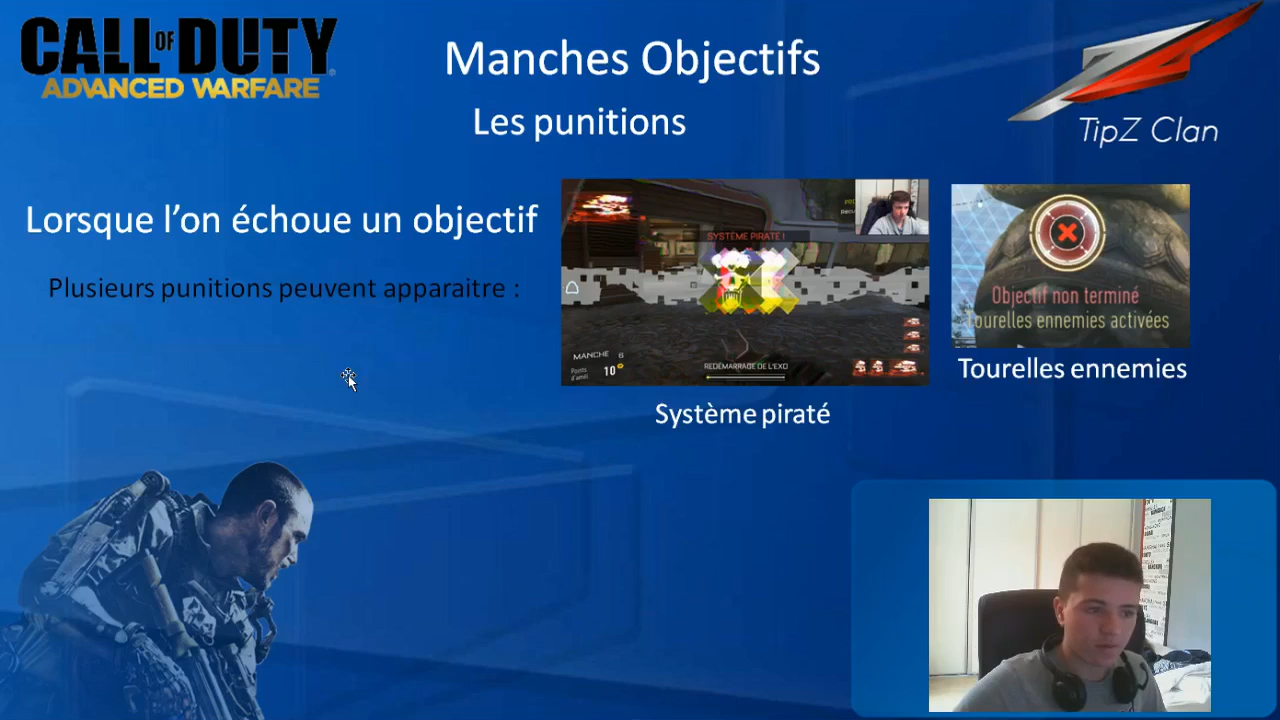 CALL OF DUTY
ADVANCED WARFARE
Manches Objectifs
Les punitions
TipZ Clan
Lorsque l'on échoue un objectif
Plusieurs punitions peuvent apparaitre :
SYSTÈME PIRATÉ !
MANCHE 6
Points d'amél. 10
REDÉMARRAGE DE L'EXO
Système piraté
Objectif non terminé
Tourelles ennemies activées
Tourelles ennemies